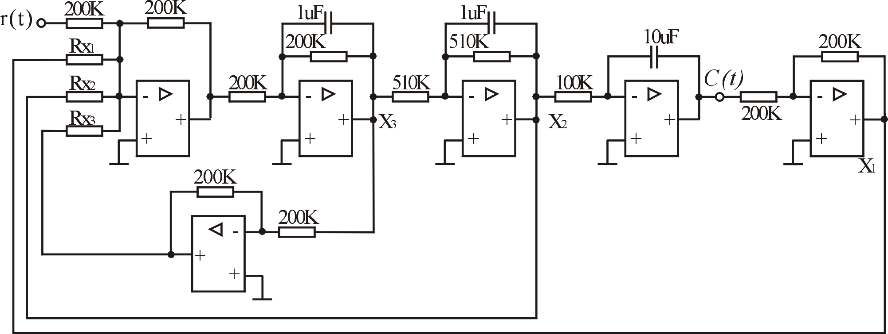 200K 200K 1uF 1uF
r(t)
Rx1 200K 510K 10uF 200K
Rx2 200K 510K 100K C(t) 200K
Rx3
- + + - + + - + + - + + - + +
X3 X2 X1
200K
200K
+ - +